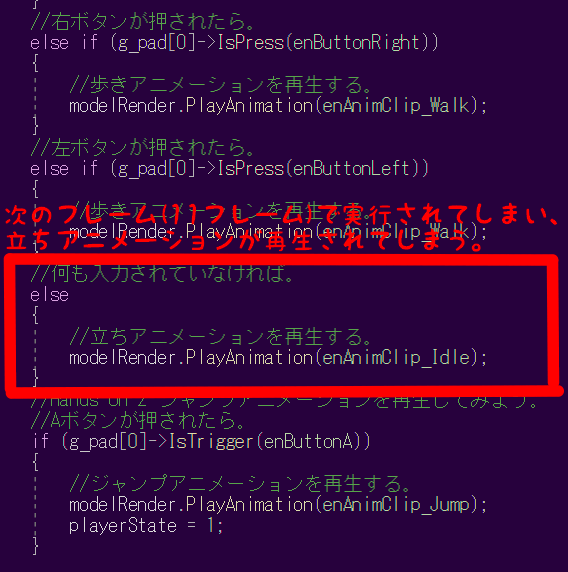 }
//右ボタンが押されたら。
else if (g_pad[0]->IsPress(enButtonRight))
{
//歩きアニメーションを再生する。
modelRender.PlayAnimation(enAnimClip_Walk);
}
//左ボタンが押されたら。
else if (g_pad[0]->IsPress(enButtonLeft))
{
//歩きアニメーションを再生する。
次のフレーム(11フレーム)で実行されてしまい、
modelRender.PlayAnimation(enAnimClip_Walk);
立ちアニメーションが再生されてしまう。
}
//何も入力されていなければ。
else
{
//立ちアニメーションを再生する。
modelRender.PlayAnimation(enAnimClip_Idle);
}
//Hands-On 2 ジャンプアニメーションを再生してみよう。
//Aボタンが押されたら。
if (g_pad[0]->IsTrigger(enButtonA))
{
//ジャンプアニメーションを再生する。
modelRender.PlayAnimation(enAnimClip_Jump);
playerState = 1;
}